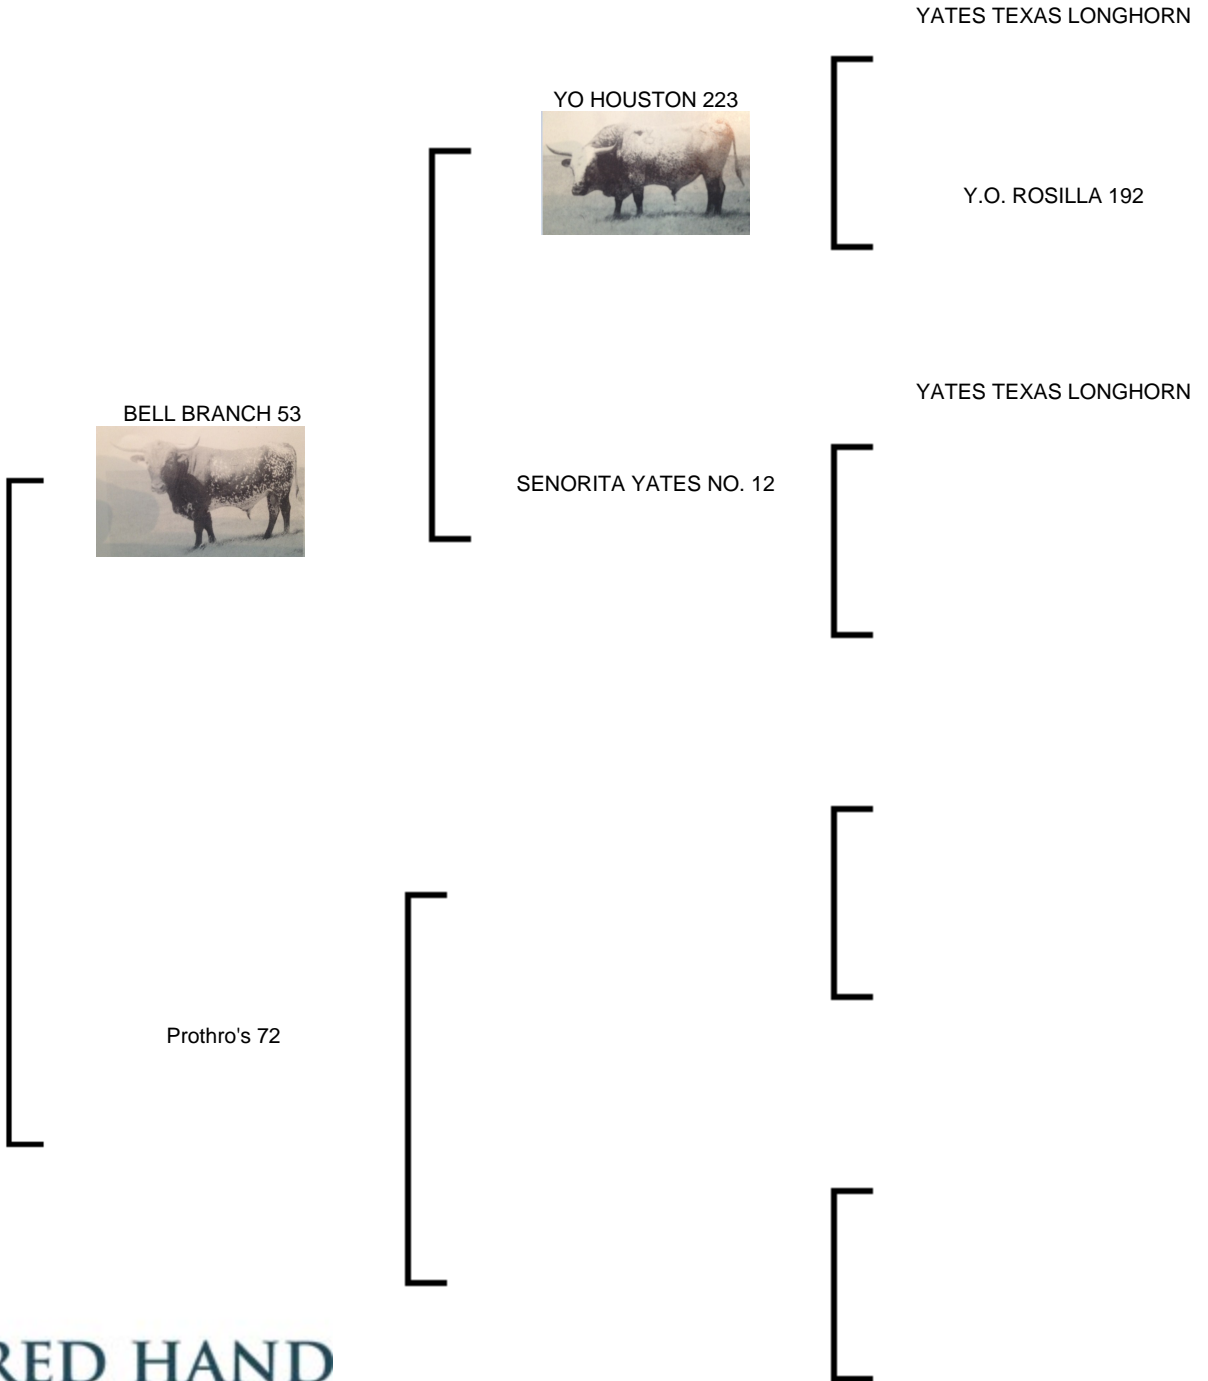 YATES TEXAS LONGHORN
YO HOUSTON 223
Y.O. ROSILLA 192
YATES TEXAS LONGHORN
BELL BRANCH 53
SENORITA YATES NO. 12
Prothro's 72
RED HAND